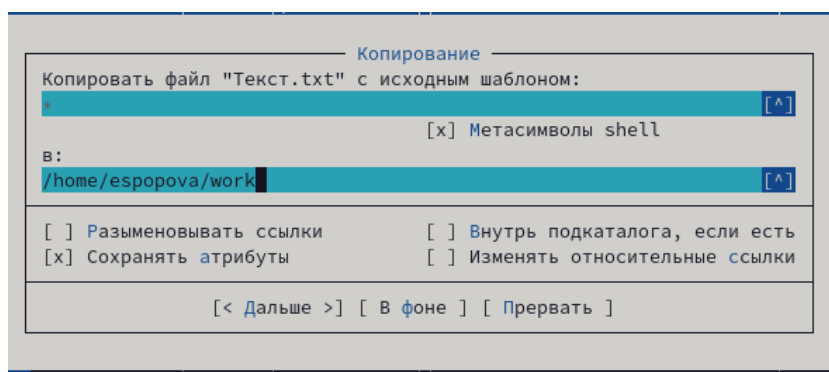 Копирование
Копировать файл "Текст.txt" с исходным шаблоном:
* [^]
[x] Метасимволы shell
в:
/home/espopova/work [^]
[ ] Разыменовывать ссылки [ ] Внутрь подкаталога, если есть
[x] Сохранять атрибуты [ ] Изменять относительные ссылки
[< Дальше >] [ В фоне ] [ Прервать ]